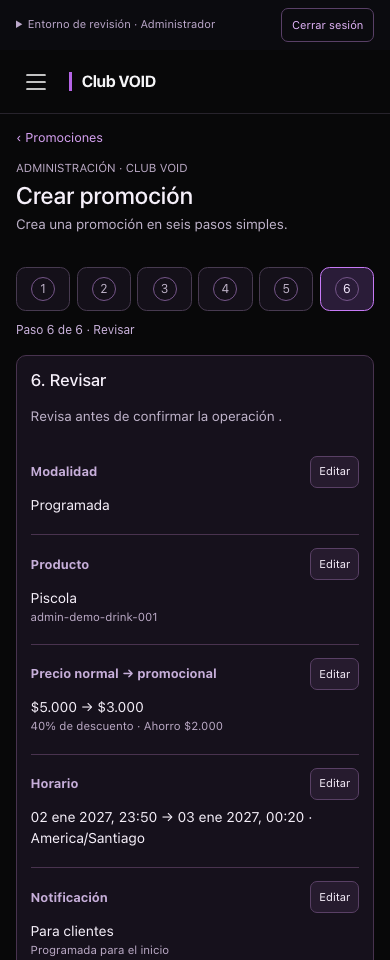 ▶ Entorno de revisión · Administrador
Cerrar sesión
Club VOID
‹ Promociones
ADMINISTRACIÓN · CLUB VOID
Crear promoción
Crea una promoción en seis pasos simples.
1 2 3 4 5 6
Paso 6 de 6 · Revisar
6. Revisar
Revisa antes de confirmar la operación .
Modalidad
Editar
Programada
Producto
Editar
Piscola
admin-demo-drink-001
Precio normal → promocional
Editar
$5.000 → $3.000
40% de descuento · Ahorro $2.000
Horario
Editar
02 ene 2027, 23:50 → 03 ene 2027, 00:20 ·
America/Santiago
Notificación
Editar
Para clientes
Programada para el inicio